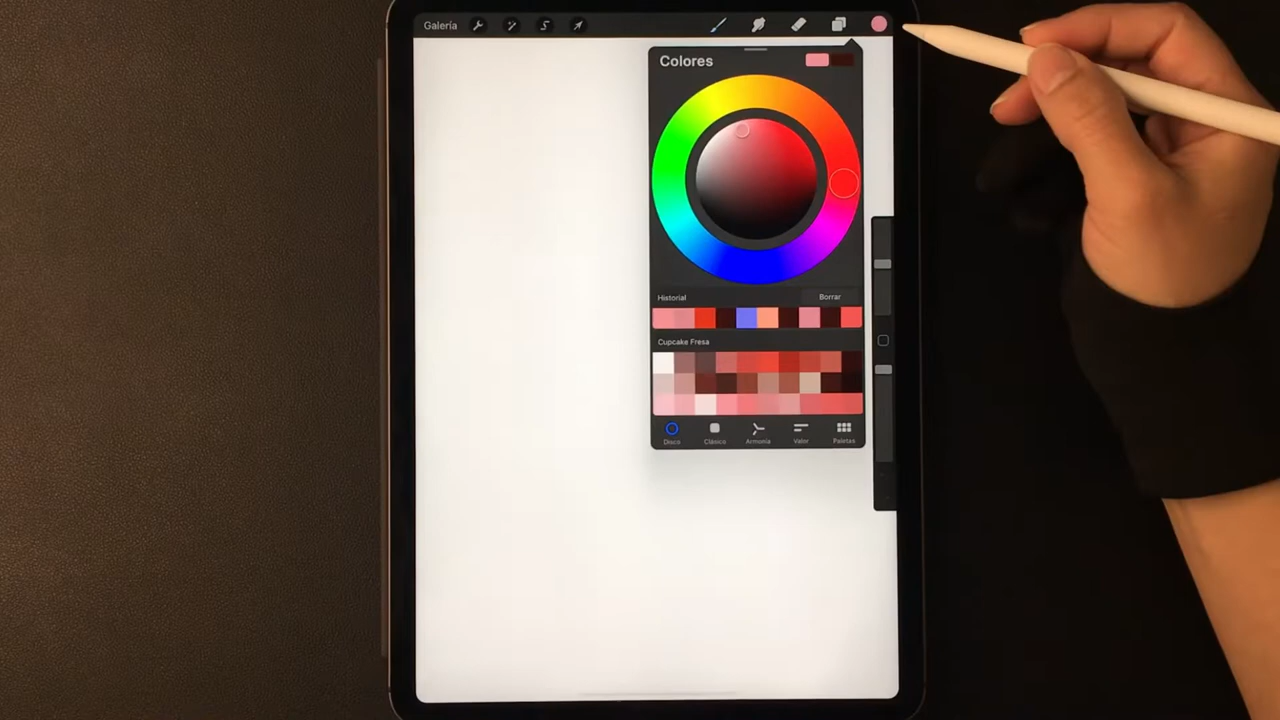 Galería
Colores
Historial Borrar
Cupcake Fresa
Disco Clásico Armonía Valor Paletas